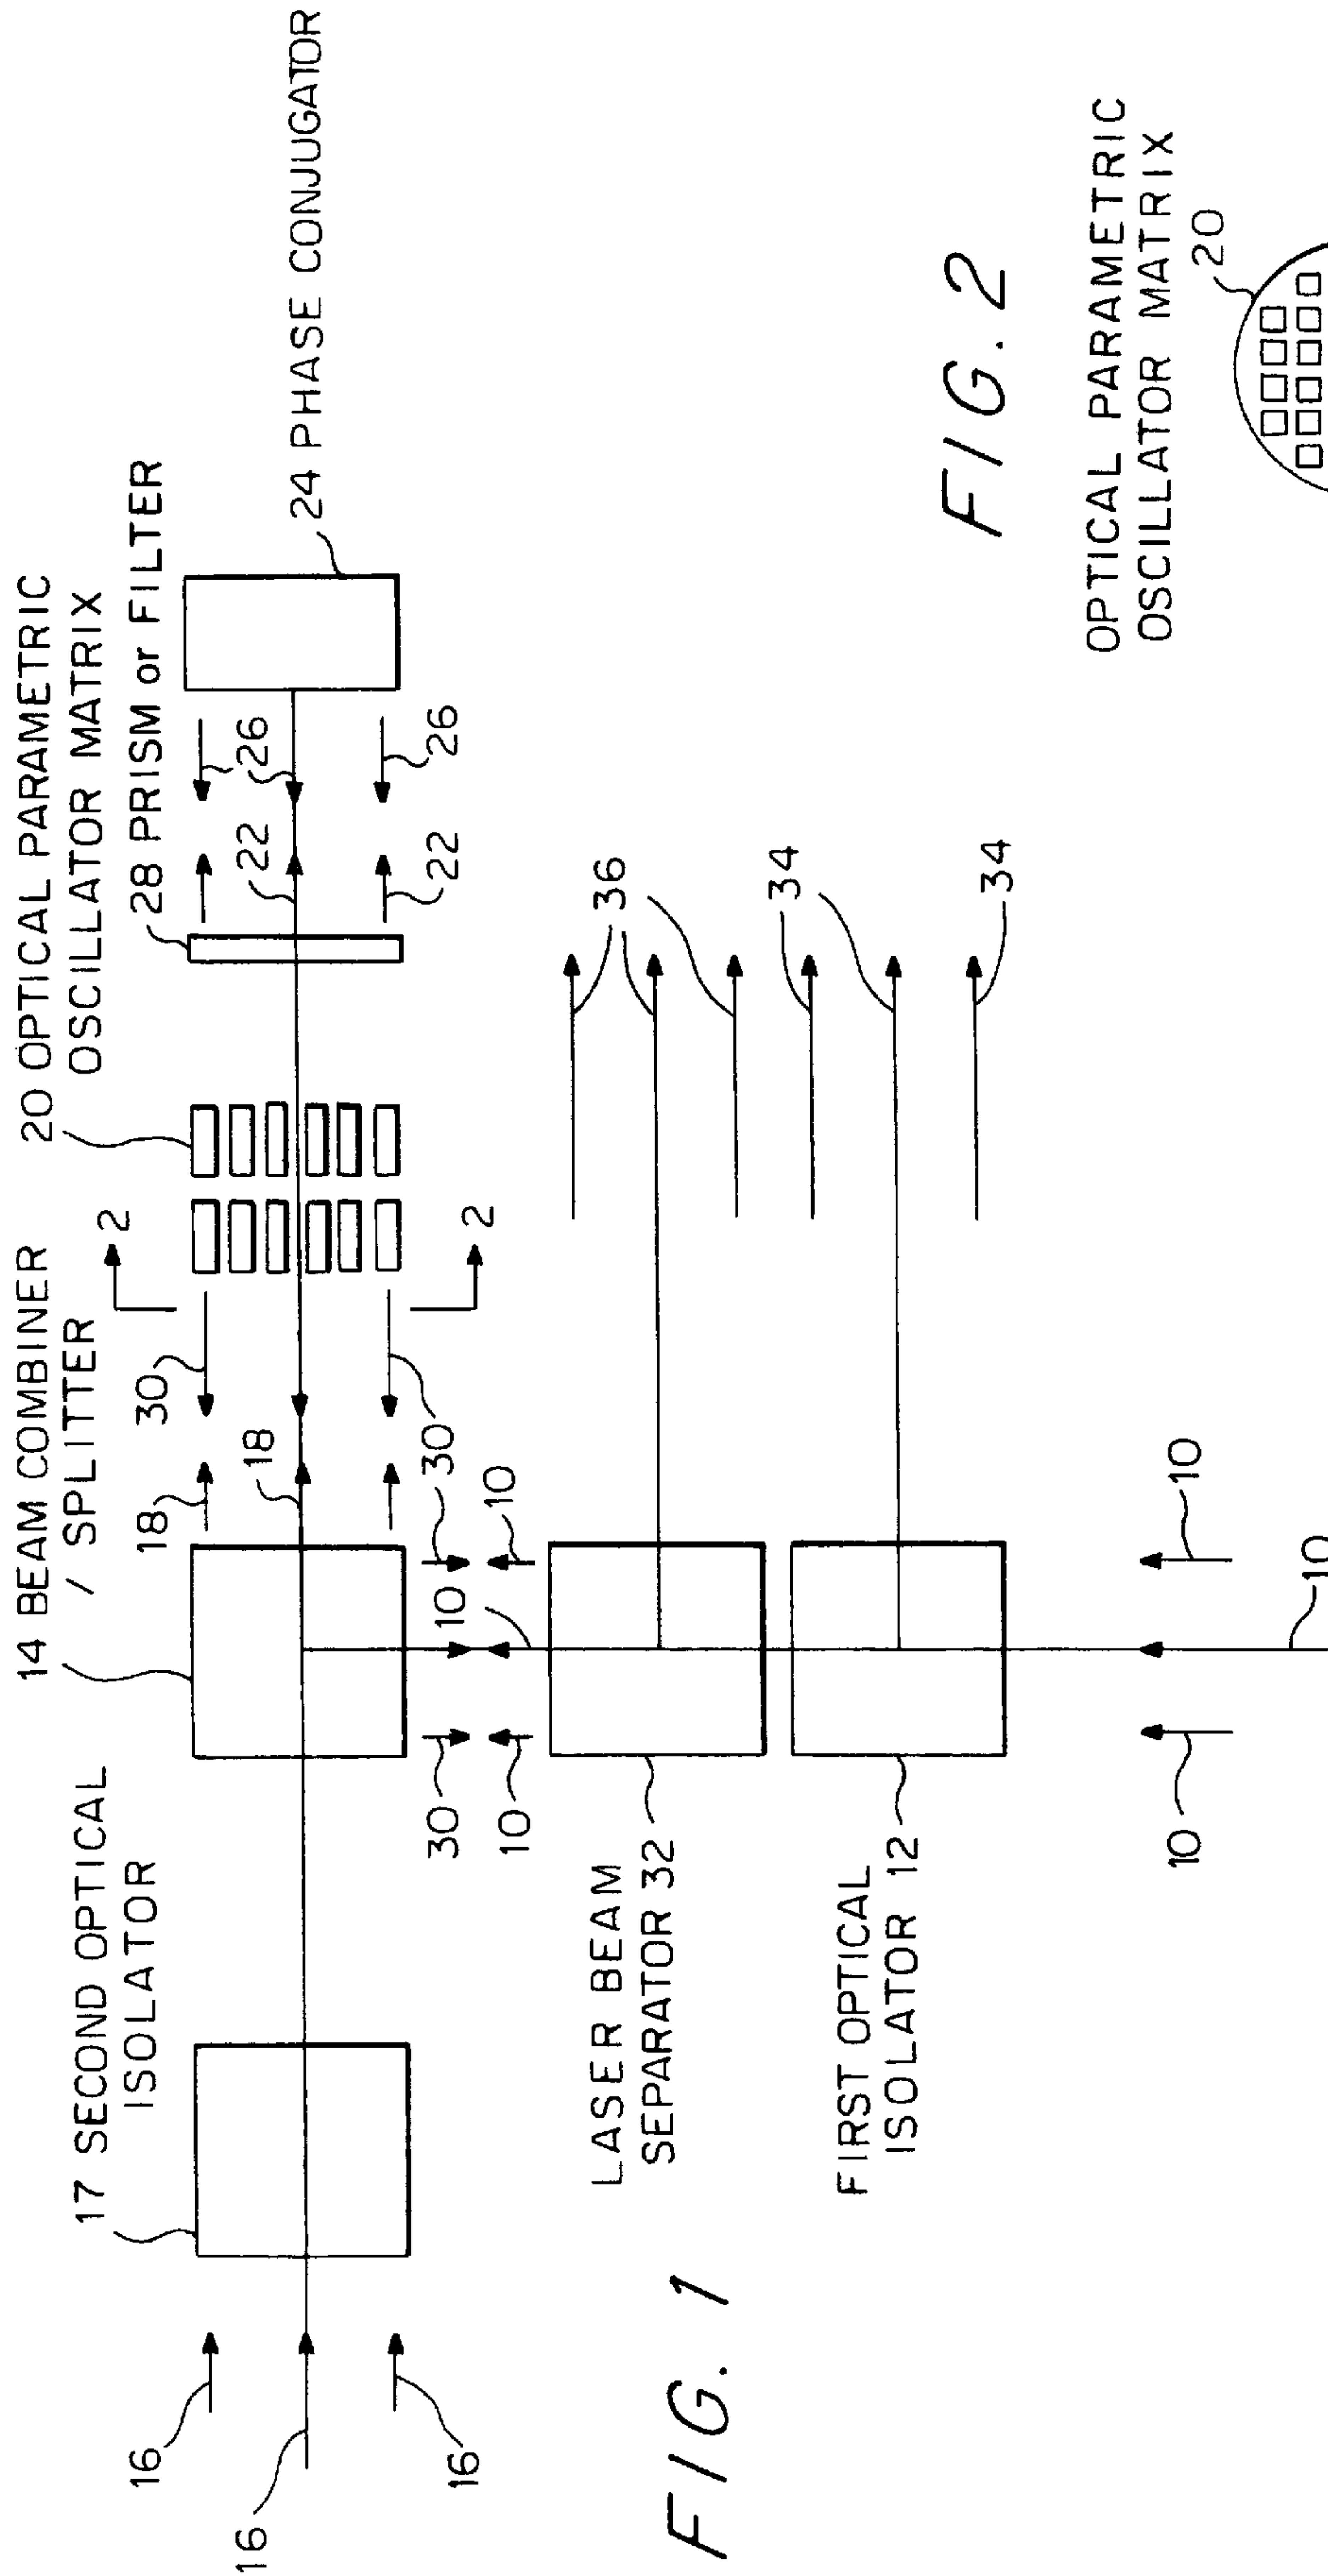 20 OPTICAL PARAMETRIC
OSCILLATOR MATRIX
28 PRISM or FILTER
24 PHASE CONJUGATOR
14 BEAM COMBINER
/ SPLITTER
17 SECOND OPTICAL
ISOLATOR
16
16
16
18
18
30
30
2
2
22
22
26
26
30
30
10
10
10
LASER BEAM
SEPARATOR 32
36
FIRST OPTICAL
ISOLATOR 12
34
34
10
10
10
FIG. 1
FIG. 2
OPTICAL PARAMETRIC
OSCILLATOR MATRIX
20